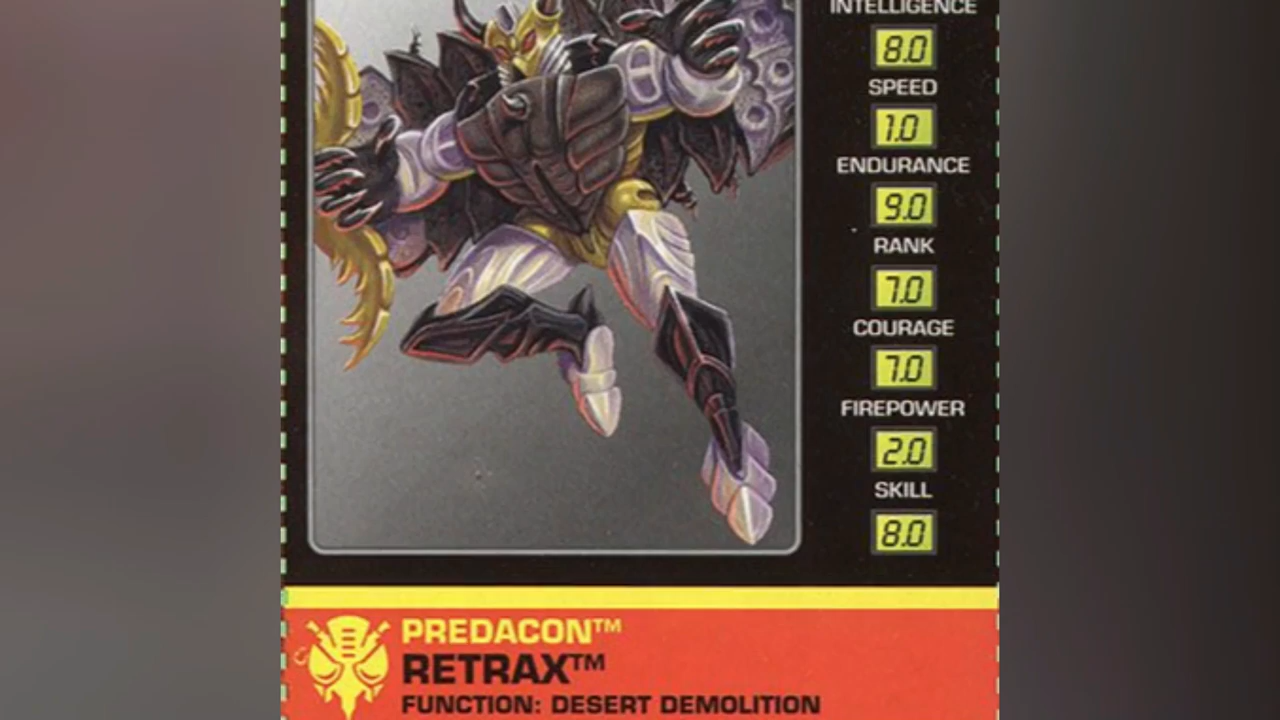 INTELLIGENCE
8.0
SPEED
1.0
ENDURANCE
9.0
RANK
7.0
COURAGE
7.0
FIREPOWER
2.0
SKILL
8.0
PREDACON™
RETRAX™
FUNCTION: DESERT DEMOLITION